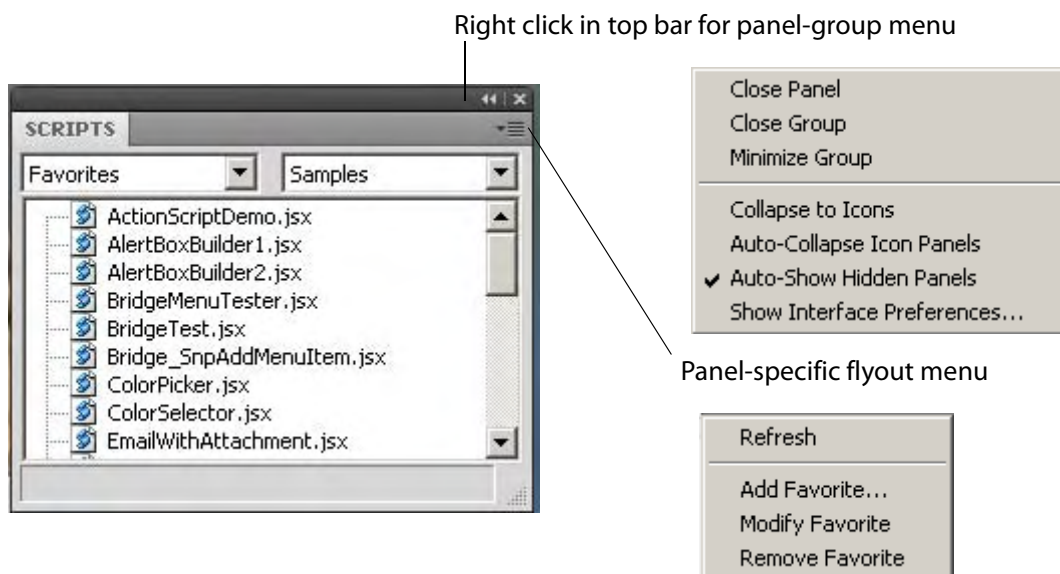 Right click in top bar for panel-group menu
SCRIPTS
Favorites
Samples
ActionScriptDemo.jsx
AlertBoxBuilder1.jsx
AlertBoxBuilder2.jsx
BridgeMenuTester.jsx
BridgeTest.jsx
Bridge_SnpAddMenuItem.jsx
ColorPicker.jsx
ColorSelector.jsx
EmailWithAttachment.jsx
Close Panel
Close Group
Minimize Group
Collapse to Icons
Auto-Collapse Icon Panels
Auto-Show Hidden Panels
Show Interface Preferences...
Panel-specific flyout menu
Refresh
Add Favorite...
Modify Favorite
Remove Favorite